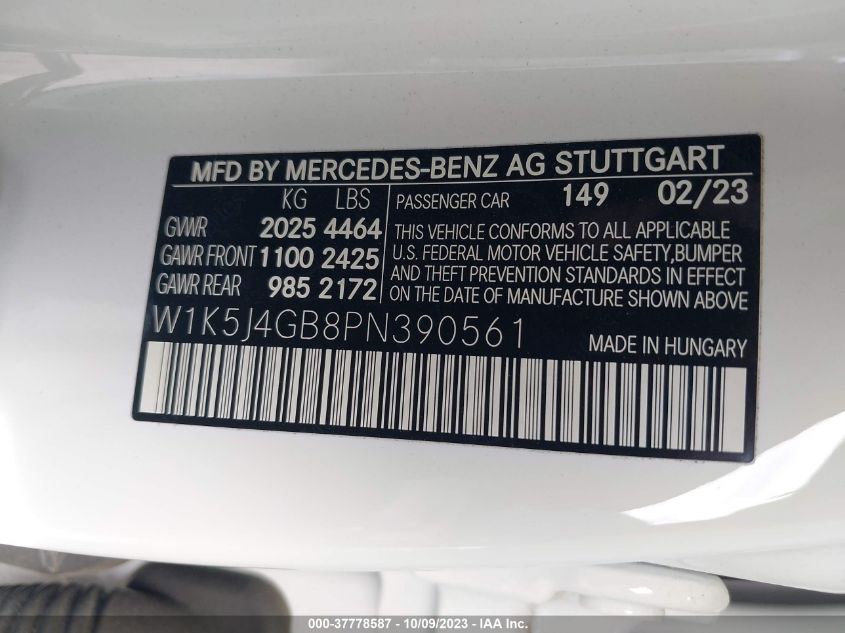 MFD BY MERCEDES-BENZ AG STUTTGART
KG LBS
GVWR 2025 4464
GAWR FRONT 1100 2425
GAWR REAR 985 2172
PASSENGER CAR 149 02/23
THIS VEHICLE CONFORMS TO ALL APPLICABLE
U.S. FEDERAL MOTOR VEHICLE SAFETY,BUMPER
AND THEFT PREVENTION STANDARDS IN EFFECT
ON THE DATE OF MANUFACTURE SHOWN ABOVE
W1K5J4GB8PN390561
MADE IN HUNGARY
000-37778587 - 10/09/2023 - IAA Inc.